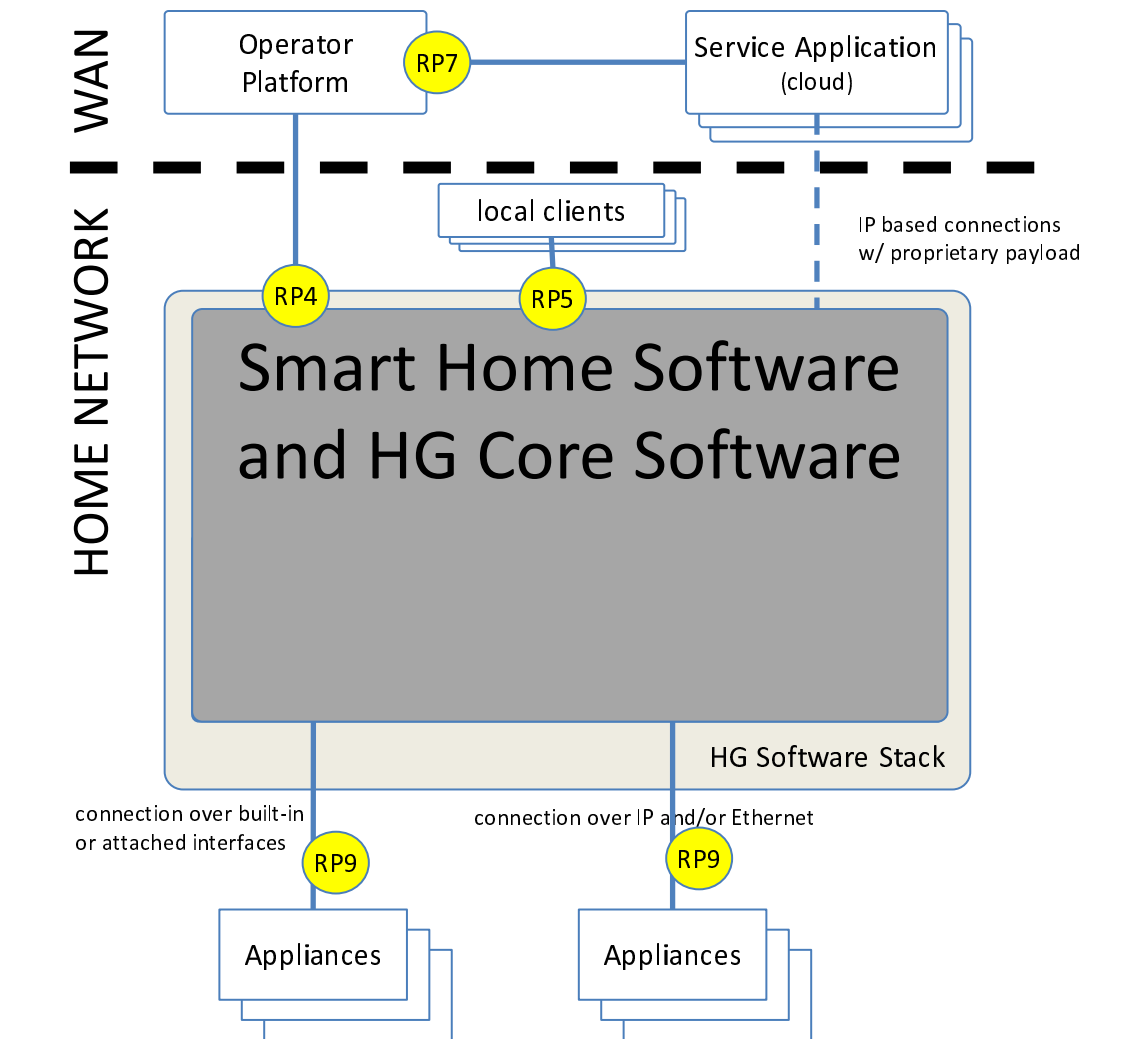 WAN
Operator
Platform
RP7
Service Application
(cloud)
HOME NETWORK
local clients
IP based connections
w/ proprietary payload
RP4
RP5
Smart Home Software
and HG Core Software
HG Software Stack
connection over built-in
or attached interfaces
connection over IP and/or Ethernet
RP9
RP9
Appliances
Appliances